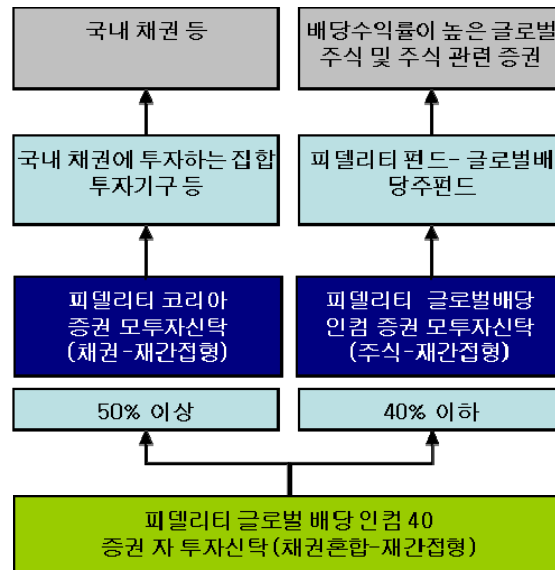 국내 채권 등
배당수익률이 높은 글로벌
주식 및 주식 관련 증권
국내 채권에 투자하는 집합
투자기구 등
피델리티 펀드- 글로벌배
당주펀드
피델리티 코리아
증권 모투자신탁
(채권-재간접형)
피델리티 글로벌배당
인컴 증권 모투자신탁
(주식-재간접형)
50% 이상
40% 이하
피델리티 글로벌 배당 인컴 40
증권 자 투자신탁(채권혼합-재간접형)